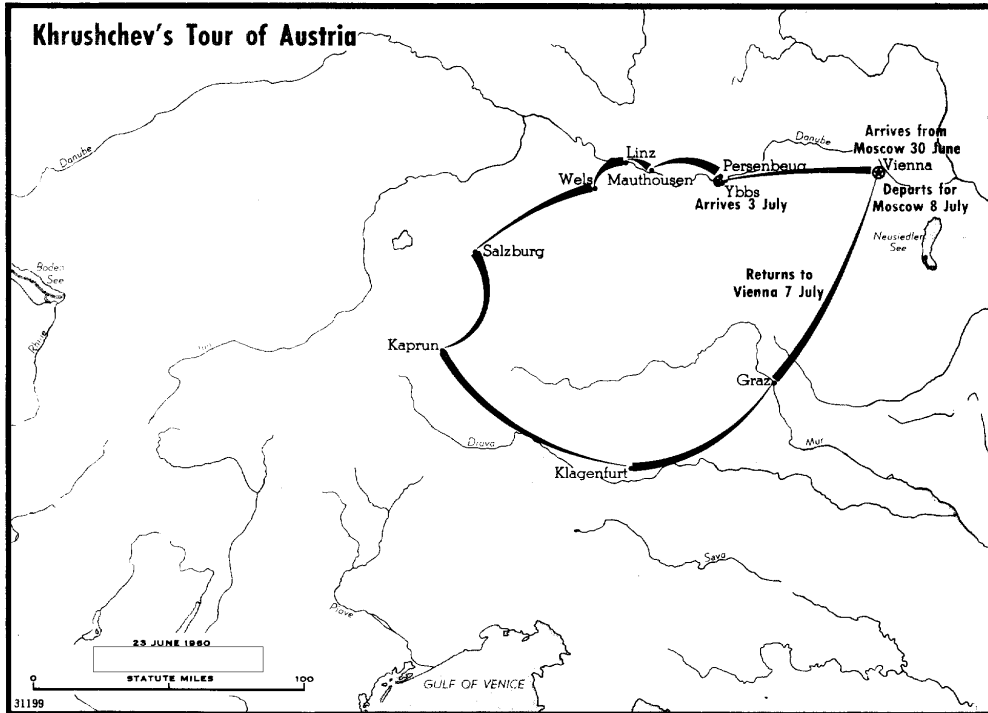 Khrushchev's Tour of Austria
Danube
Danube
Arrives from
Moscow 30 June
Vienna
Departs for
Moscow 8 July
Linz
Mauthousen
Persenbeug
Ybbs
Arrives 3 July
Wels
Salzburg
Neusiedler
See
Boden
See
Rhine
Inn
Returns to
Vienna 7 July
Kaprun
Graz
Drava
Mur
Klagenfurt
Sava
Piave
23 JUNE 1960
0
STATUTE MILES
100
GULF OF VENICE
31199